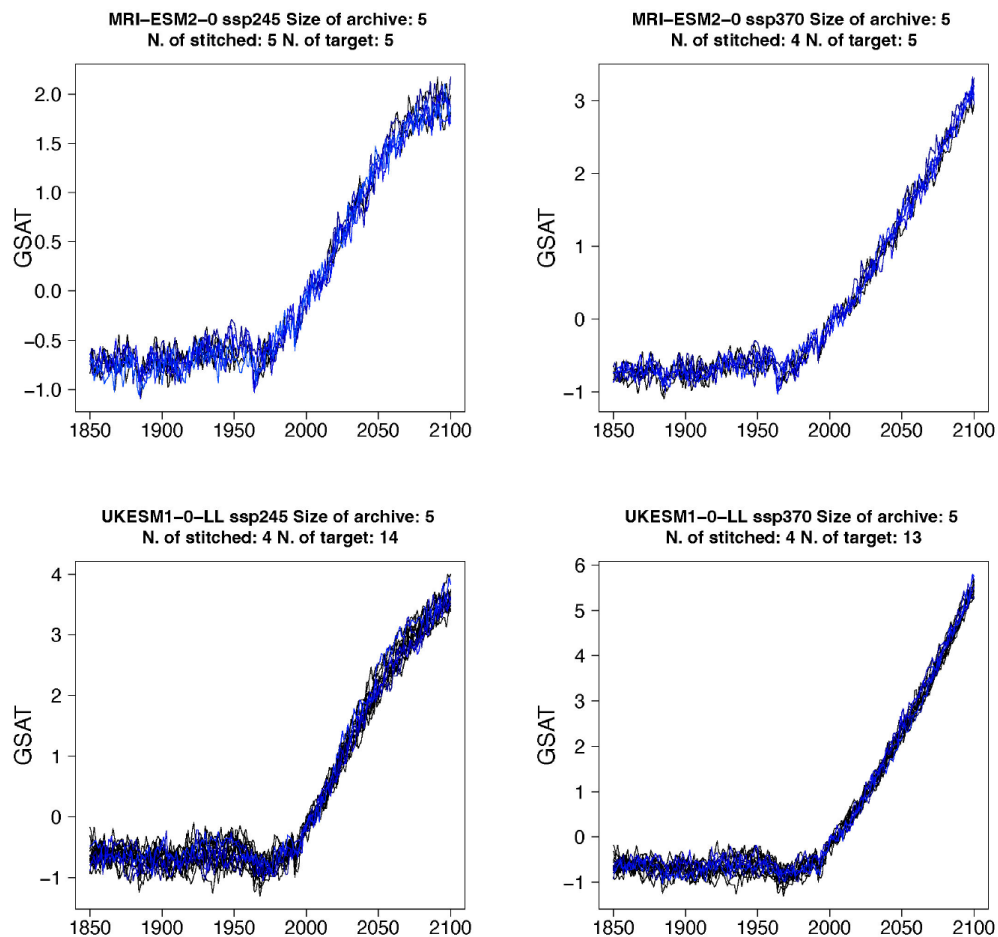 MRI–ESM2–0 ssp245 Size of archive: 5
N. of stitched: 5 N. of target: 5
GSAT
2.0
1.5
1.0
0.5
0.0
−0.5
−1.0
1850 1900 1950 2000 2050 2100
MRI–ESM2–0 ssp370 Size of archive: 5
N. of stitched: 4 N. of target: 5
GSAT
3
2
1
0
−1
1850 1900 1950 2000 2050 2100
UKESM1–0–LL ssp245 Size of archive: 5
N. of stitched: 4 N. of target: 14
GSAT
4
3
2
1
0
−1
1850 1900 1950 2000 2050 2100
UKESM1–0–LL ssp370 Size of archive: 5
N. of stitched: 4 N. of target: 13
GSAT
6
5
4
3
2
1
0
−1
1850 1900 1950 2000 2050 2100